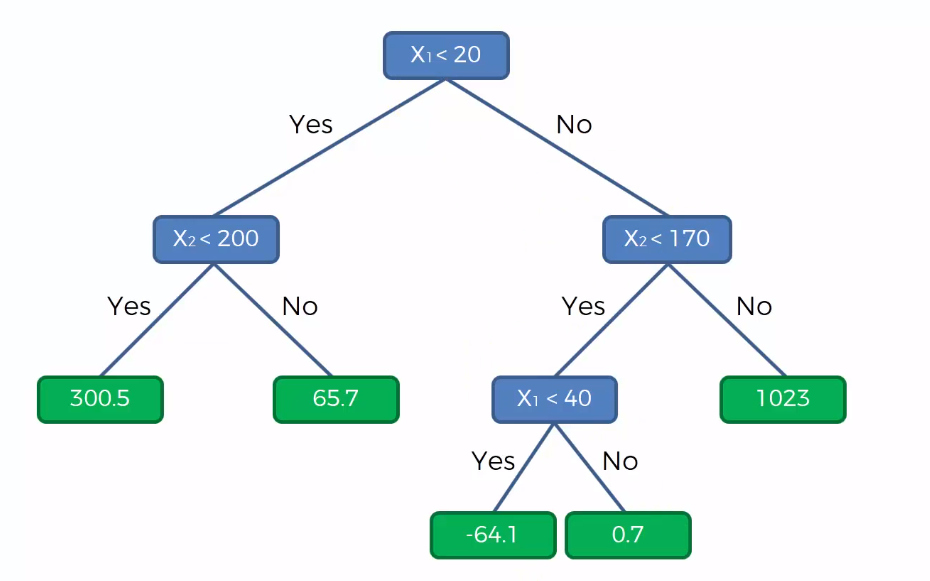 X₁ < 20
Yes
No
X₂ < 200
X₂ < 170
Yes
No
Yes
No
300.5
65.7
X₁ < 40
1023
Yes
No
-64.1
0.7